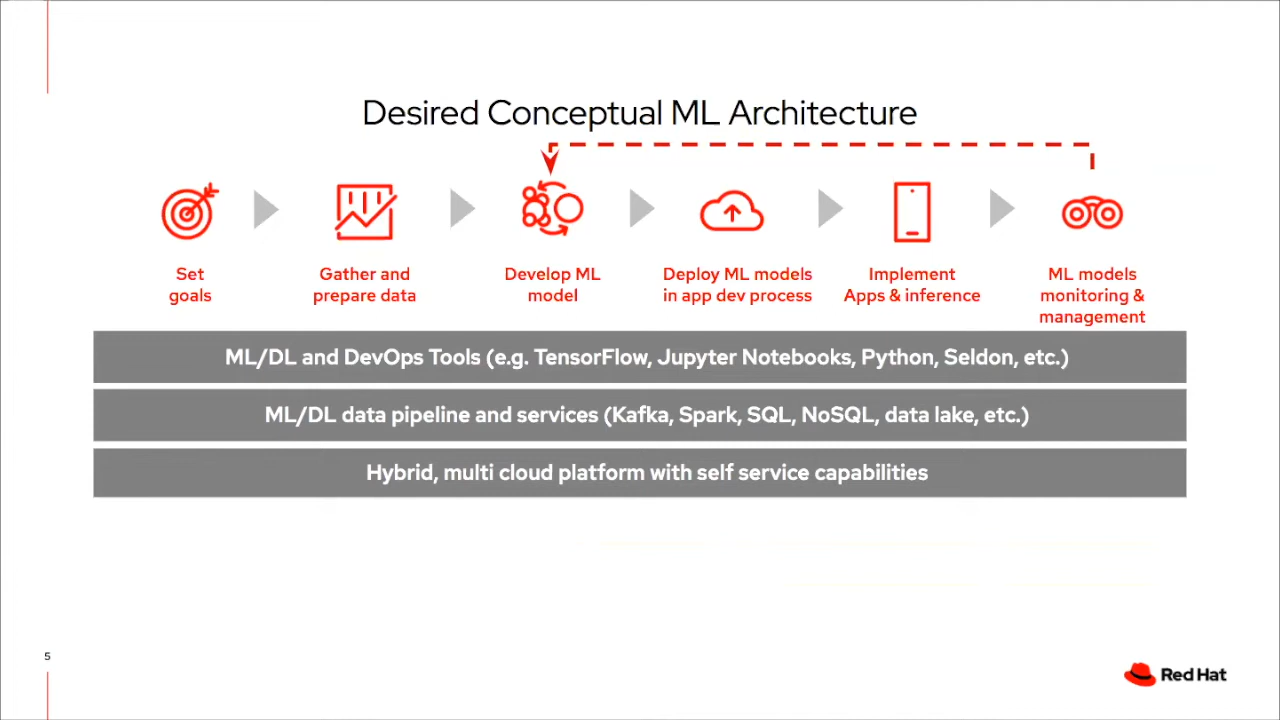 Desired Conceptual ML Architecture
Set
goals
Gather and
prepare data
Develop ML
model
Deploy ML models
in app dev process
Implement
Apps & inference
ML models
monitoring &
management
ML/DL and DevOps Tools (e.g. TensorFlow, Jupyter Notebooks, Python, Seldon, etc.)
ML/DL data pipeline and services (Kafka, Spark, SQL, NoSQL, data lake, etc.)
Hybrid, multi cloud platform with self service capabilities
5
Red Hat